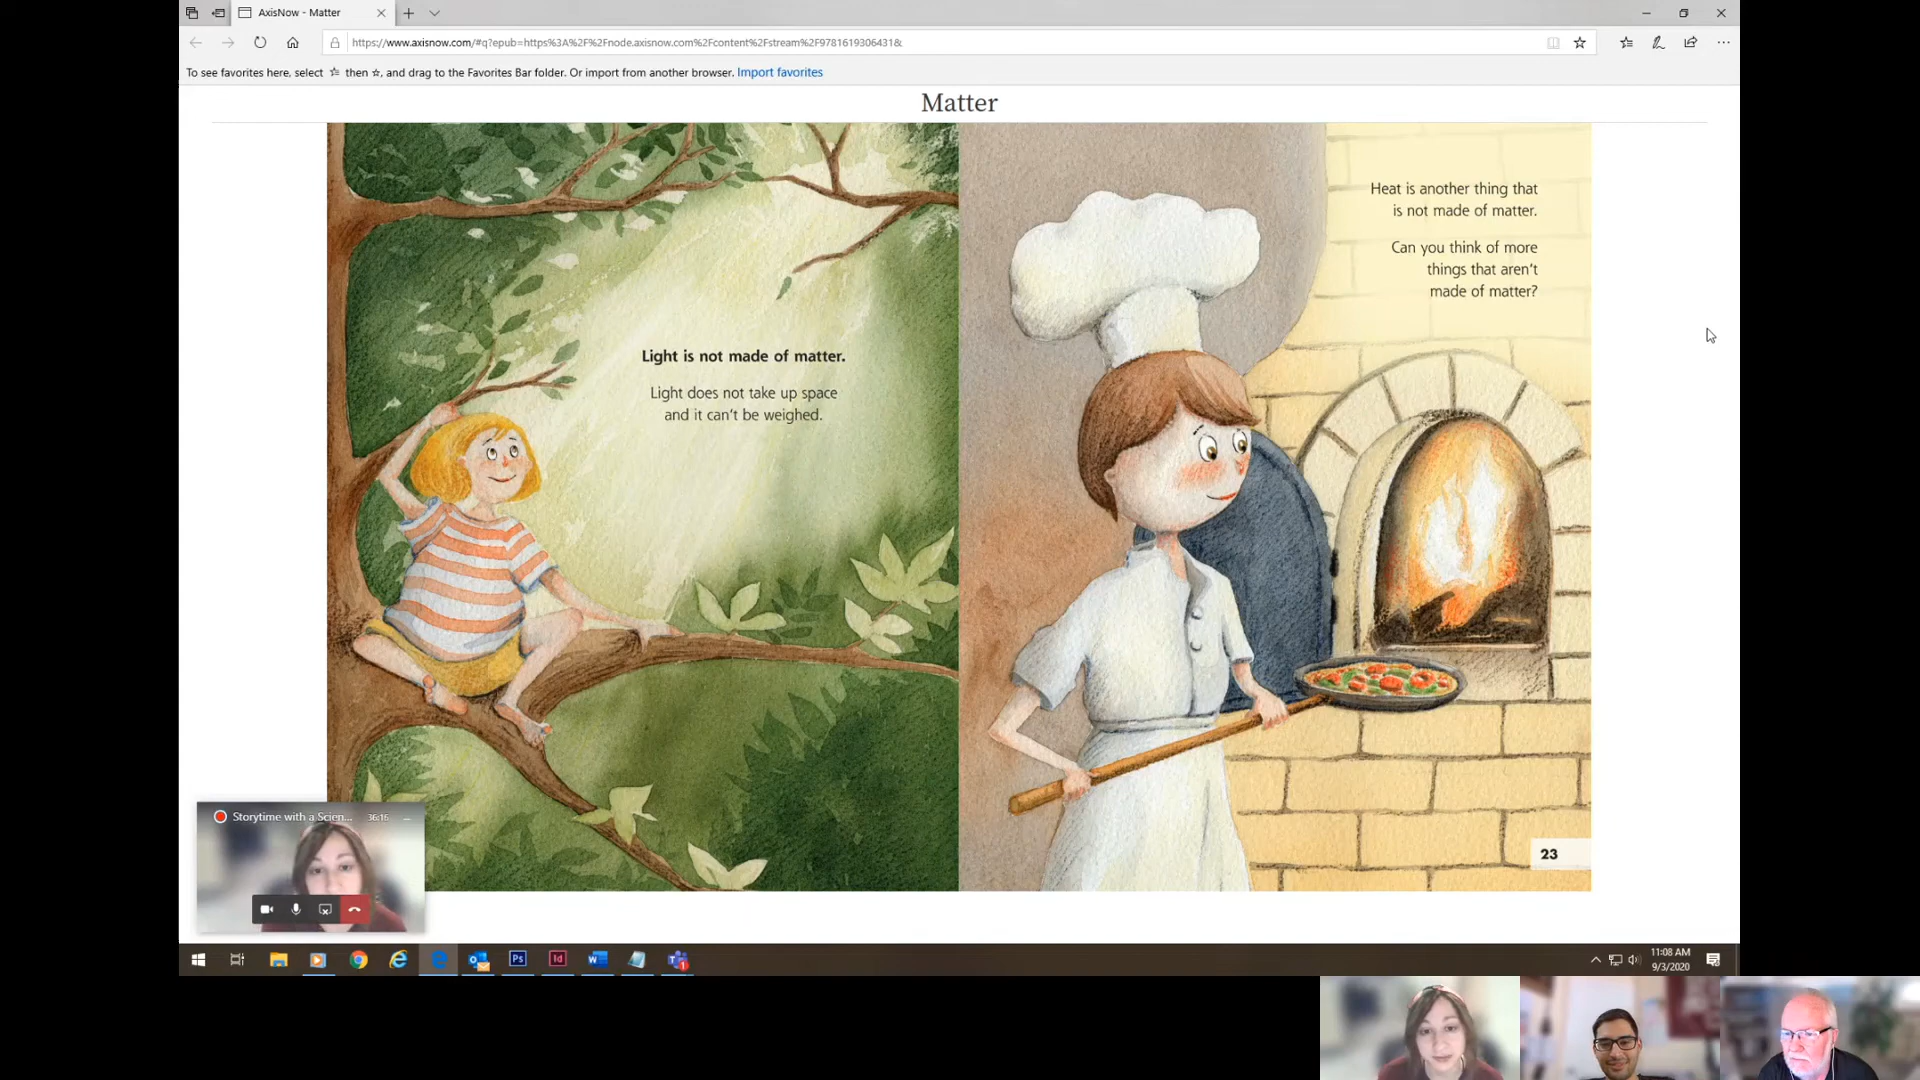 AxisNow - Matter
https://www.axisnow.com/#q?epub=https%3A%2F%2Fnode.axisnow.com%2Fcontent%2Fstream%2F9781619306431&
To see favorites here, select ☆ then ☆, and drag to the Favorites Bar folder. Or import from another browser. Import favorites
Matter
Light is not made of matter.
Light does not take up space
and it can't be weighed.
Heat is another thing that
is not made of matter.
Can you think of more
things that aren't
made of matter?
23
Storytime with a Scien... 36:15
Ps
Id
11:08 AM
9/3/2020